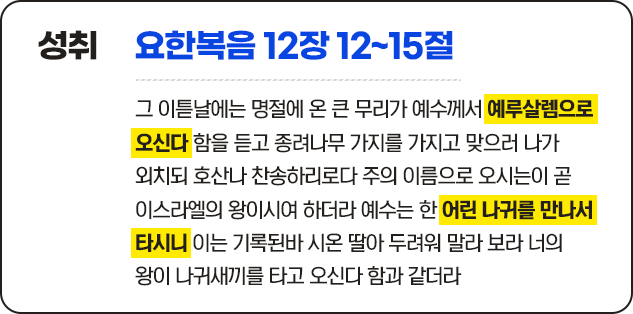 성취 요한복음 12장 12~15절
그 이튿날에는 명절에 온 큰 무리가 예수께서 예루살렘으로
오신다 함을 듣고 종려나무 가지를 가지고 맞으러 나가
외치되 호산나 찬송하리로다 주의 이름으로 오시는이 곧
이스라엘의 왕이시여 하더라 예수는 한 어린 나귀를 만나서
타시니 이는 기록된바 시온 딸아 두려워 말라 보라 너의
왕이 나귀새끼를 타고 오신다 함과 같더라